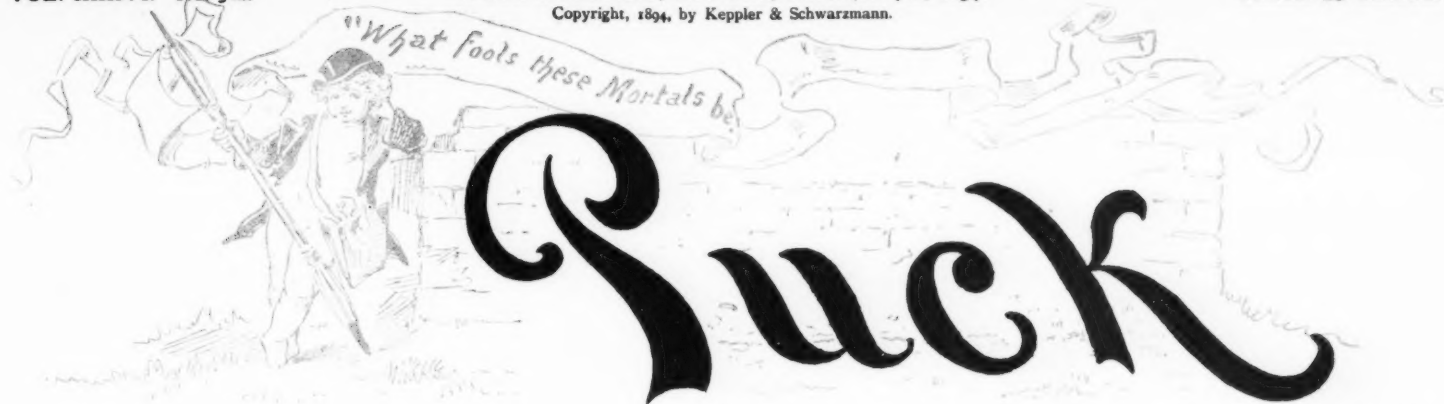 Copyright, 1894, by Keppler & Schwarzmann.
"What Fools these Mortals be.
Puck